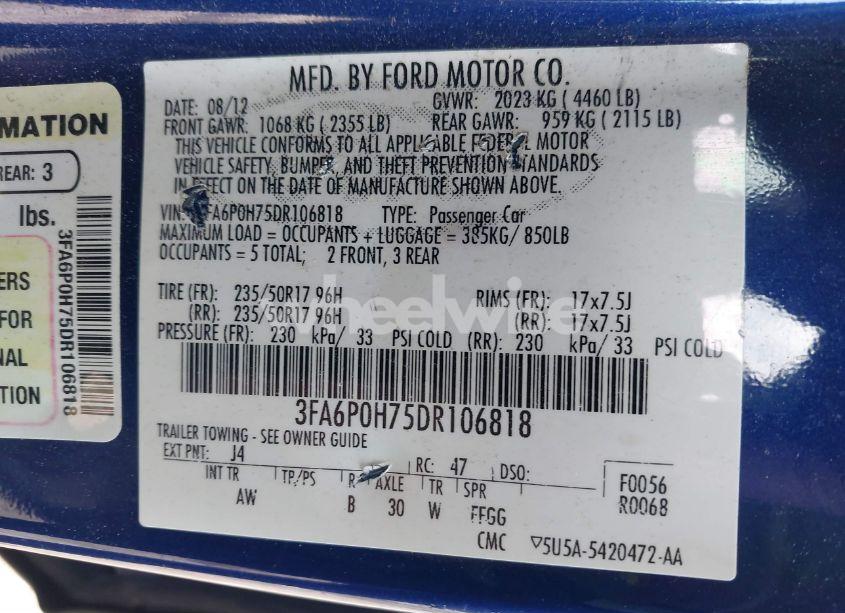 MFD. BY FORD MOTOR CO.
DATE: 08/12 GVWR: 2023 KG ( 4460 LB)
FRONT GAWR: 1068 KG ( 2355 LB) REAR GAWR: 959 KG ( 2115 LB)
THIS VEHICLE CONFORMS TO ALL APPLICABLE FEDERAL MOTOR
VEHICLE SAFETY, BUMPER, AND THEFT PREVENTION STANDARDS
IN EFFECT ON THE DATE OF MANUFACTURE SHOWN ABOVE.
VIN: 3FA6P0H75DR106818 TYPE: Passenger Car
MAXIMUM LOAD = OCCUPANTS + LUGGAGE = 385KG/ 850LB
OCCUPANTS = 5 TOTAL; 2 FRONT, 3 REAR
TIRE (FR): 235/50R17 96H RIMS (FR): 17x7.5J
(RR): 235/50R17 96H (RR): 17x7.5J
PRESSURE (FR): 230 kPa/ 33 PSI COLD (RR): 230 kPa/ 33 PSI COLD
3FA6P0H75DR106818
TRAILER TOWING - SEE OWNER GUIDE
EXT PNT: J4 RC: 47 DSO:
INT TR TP/PS R AXLE TR SPR F0056
AW B 30 W FFGG R0068
CMC ▽5U5A-5420472-AA
RMATION
REAR: 3
lbs.
ERS
FOR
NAL
ATION
3FA6P0H75DR106818
wheelwise